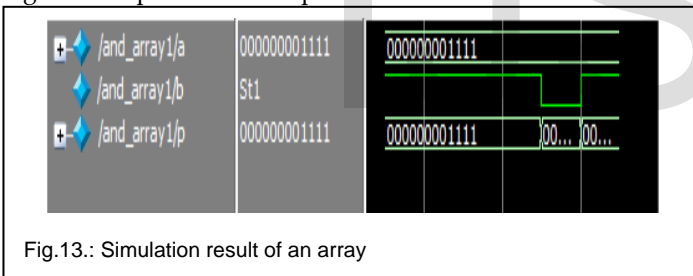 /and_array1/a 000000001111 000000001111
/and_array1/b St1
/and_array1/p 000000001111 000000001111 00... 00...
Fig.13.: Simulation result of an array